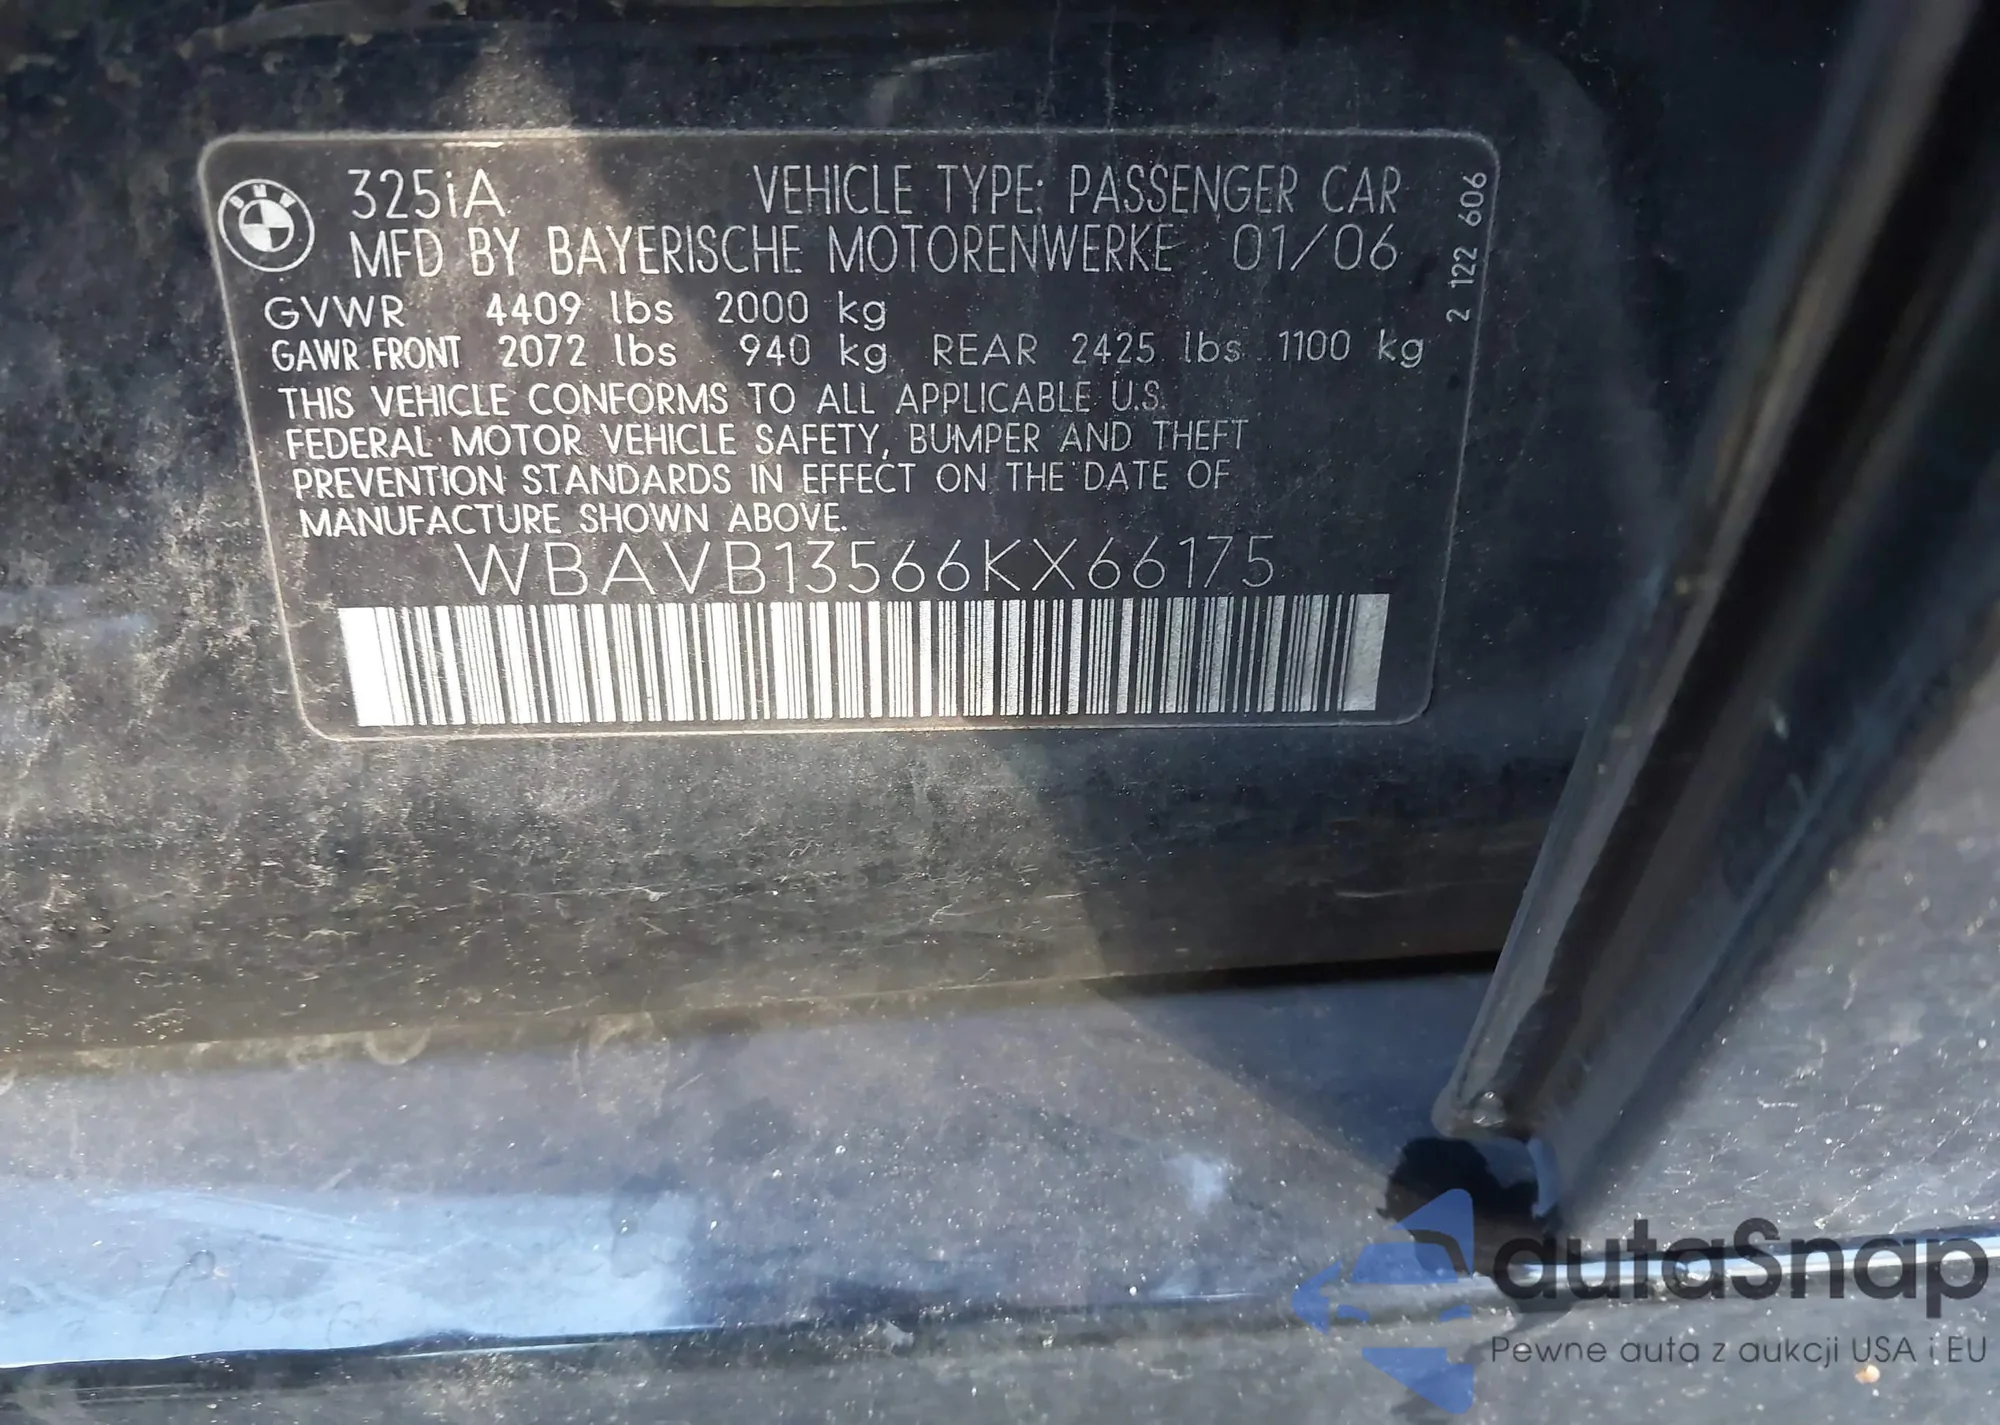 325iA VEHICLE TYPE: PASSENGER CAR
MFD BY BAYERISCHE MOTORENWERKE 01/06
GVWR 4409 lbs 2000 kg
GAWR FRONT 2072 lbs 940 kg REAR 2425 lbs 1100 kg
THIS VEHICLE CONFORMS TO ALL APPLICABLE U.S.
FEDERAL MOTOR VEHICLE SAFETY, BUMPER AND THEFT
PREVENTION STANDARDS IN EFFECT ON THE DATE OF
MANUFACTURE SHOWN ABOVE.
WBAVB13566KX66175
2 122 606
BMW
autaSnap
Pewne auta z aukcji USA i EU